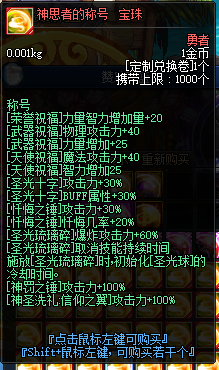 神思者的称号 宝珠
0.001kg
勇者
1金币
[定制兑换卷]1个
携带上限：1000个
称号
[荣誉祝福]力量智力增加量+20
[武器祝福]物理攻击力+40
[武器祝福]力量增加+25
[天使祝福]魔法攻击力+40
[天使祝福]智力增加25
[圣光十字]攻击力+30%
[圣光十字]BUFF属性+30%
[忏悔之锤]攻击力+30%
[忏悔之锤]忏悔几率+20%
[圣光琉璃碎]爆炸攻击力+60%
[圣光琉璃碎]取消技能持续时间
施放[圣光琉璃碎]时，初始化[圣光球]的
冷却时间。
[神罚之锤]攻击力+100%
[神圣洗礼：信仰之翼]攻击力+100%
『点击鼠标左键可购买』
『Shift+鼠标左键，可购买若干个』